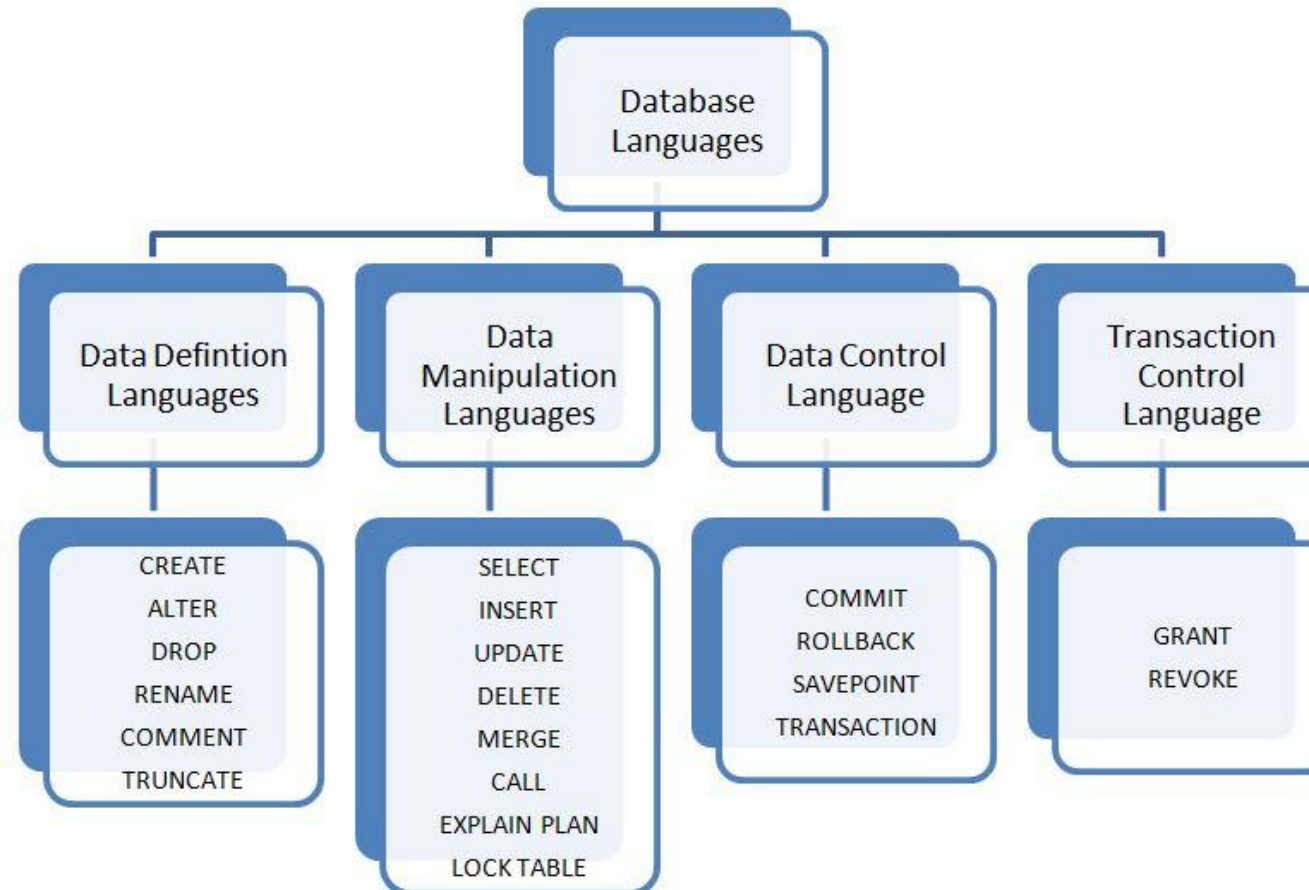 Database
Languages
Data Defintion
Languages
Data
Manipulation
Languages
Data Control
Language
Transaction
Control
Language
CREATE
ALTER
DROP
RENAME
COMMENT
TRUNCATE
SELECT
INSERT
UPDATE
DELETE
MERGE
CALL
EXPLAIN PLAN
LOCK TABLE
COMMIT
ROLLBACK
SAVEPOINT
TRANSACTION
GRANT
REVOKE